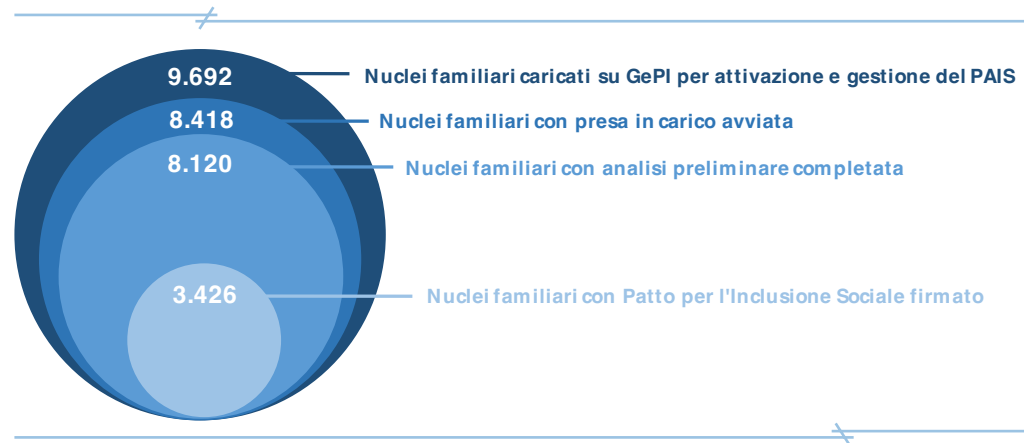 9.692 Nuclei familiari caricati su GePI per attivazione e gestione del PAIS
8.418 Nuclei familiari con presa in carico avviata
8.120 Nuclei familiari con analisi preliminare completata
3.426 Nuclei familiari con Patto per l'Inclusione Sociale firmato